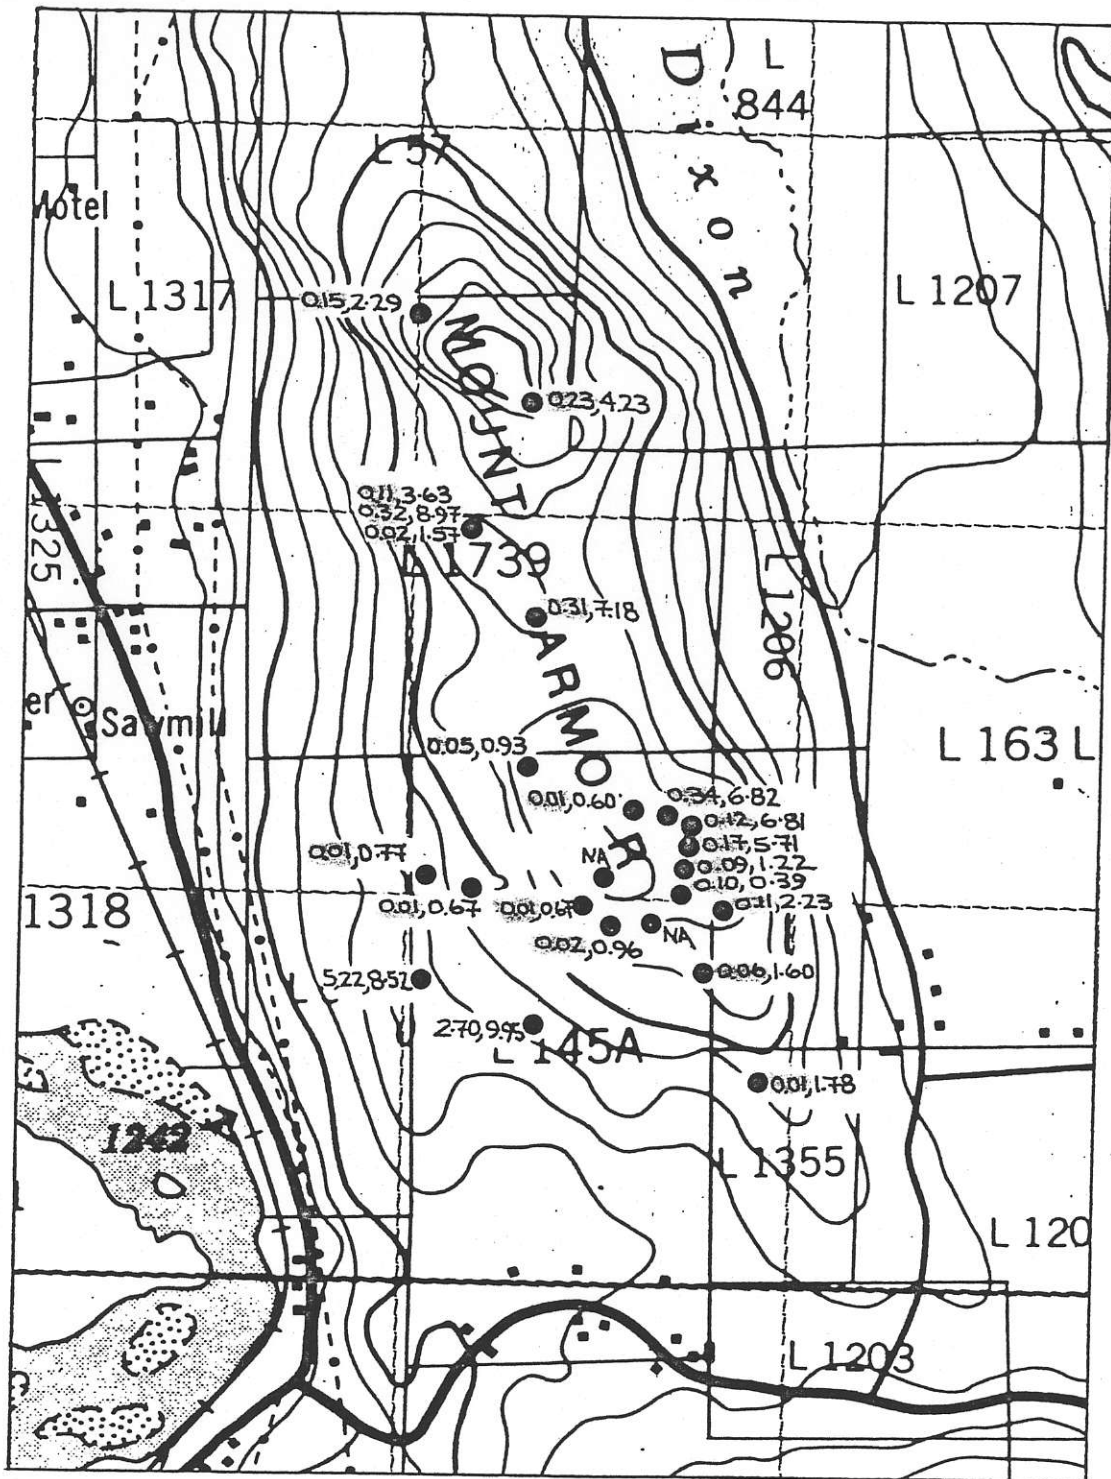 L
844
Dixon
L 57
Motel
L 1317
L 1207
0.15,2.29
MOUNT
0.23,4.23
0.11,3.63
0.32,8.97
0.02,1.57
L 1739
L 1325
L 1206
0.31,7.18
ARMOR
er
Sawmill
0.05,0.93
L 163
L
0.01,0.60
0.34,6.82
0.12,6.81
0.17,5.71
0.01,0.77
NA
0.09,1.22
0.10,0.39
1318
0.01,0.67
0.01,0.67
0.11,2.23
0.02,0.96
NA
5.22,8.52
0.06,1.60
L
2.70,9.95
L 145A
0.01,1.78
1242
L 1355
L 120
L 1203